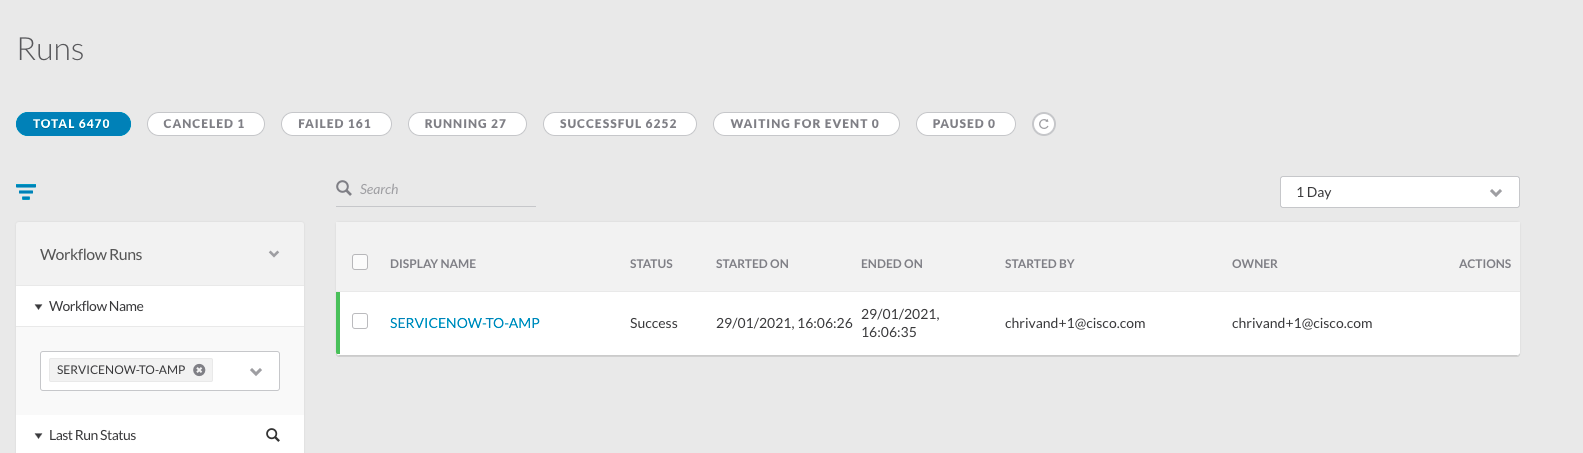 Runs
TOTAL 6470
CANCELED 1
FAILED 161
RUNNING 27
SUCCESSFUL 6252
WAITING FOR EVENT 0
PAUSED 0
Search
1 Day
Workflow Runs
Workflow Name
SERVICENOW-TO-AMP
Last Run Status
DISPLAY NAME
STATUS
STARTED ON
ENDED ON
STARTED BY
OWNER
ACTIONS
SERVICENOW-TO-AMP
Success
29/01/2021, 16:06:26
29/01/2021,
16:06:35
chrivand+1@cisco.com
chrivand+1@cisco.com